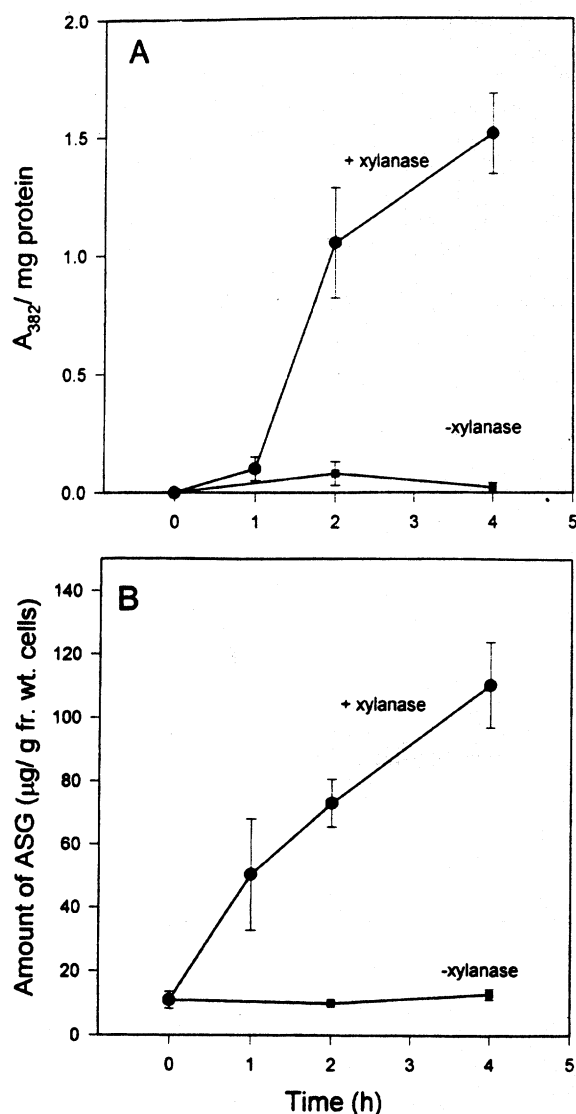 A
2.0
1.5
1.0
0.5
0.0
A382/ mg protein
+ xylanase
-xylanase
0 1 2 3 4 5
B
140
120
100
80
60
40
20
0
Amount of ASG (µg/ g fr. wt. cells)
+ xylanase
-xylanase
0 1 2 3 4 5
Time (h)